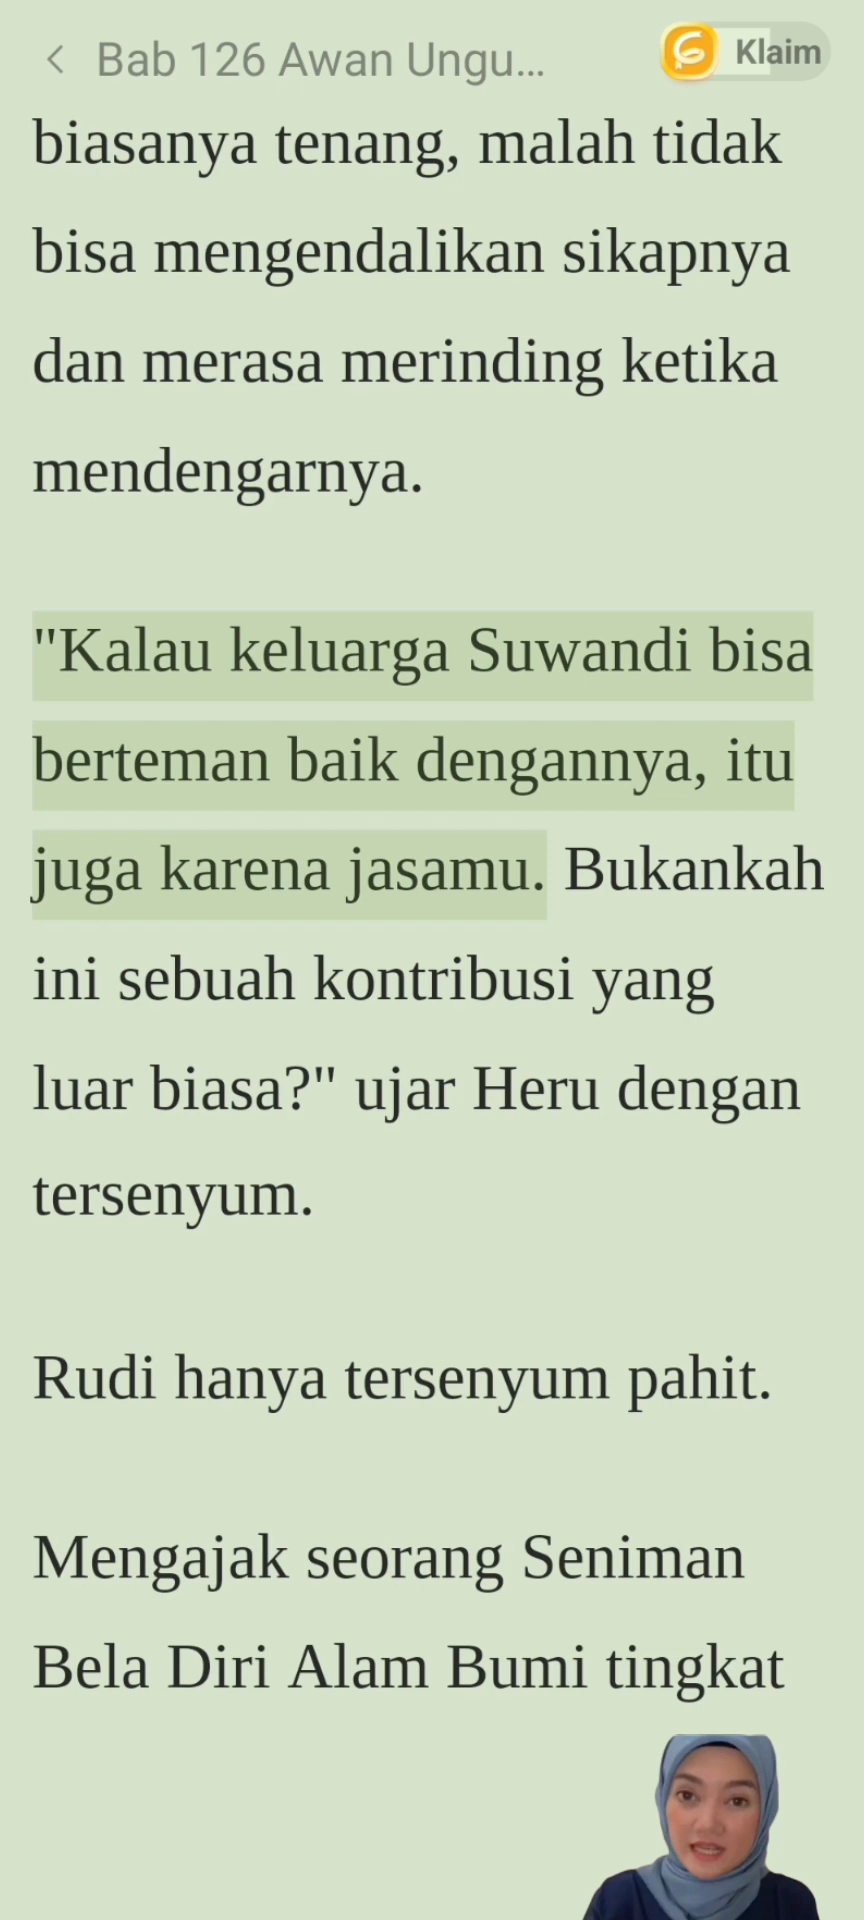 Bab 126 Awan Ungu...
Klaim
biasanya tenang, malah tidak
bisa mengendalikan sikapnya
dan merasa merinding ketika
mendengarnya.
"Kalau keluarga Suwandi bisa
berteman baik dengannya, itu
juga karena jasamu. Bukankah
ini sebuah kontribusi yang
luar biasa?" ujar Heru dengan
tersenyum.
Rudi hanya tersenyum pahit.
Mengajak seorang Seniman
Bela Diri Alam Bumi tingkat